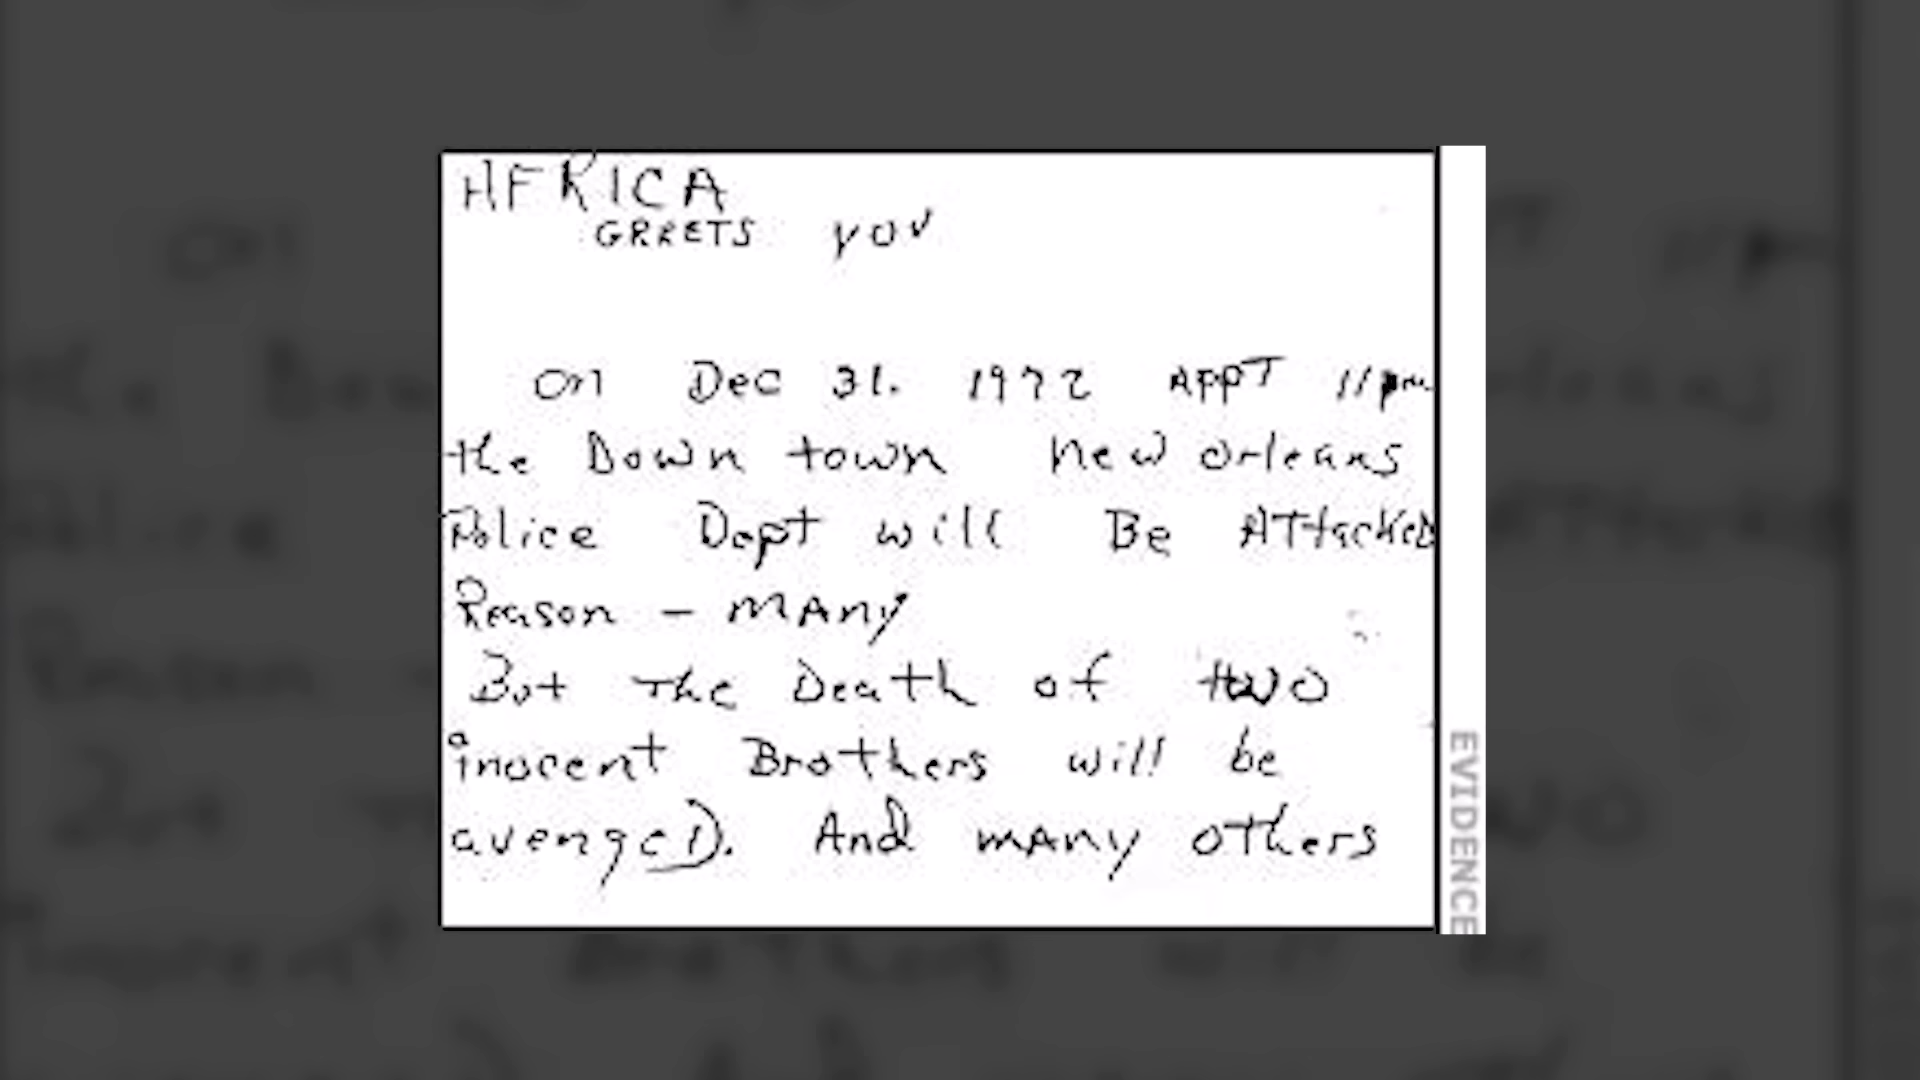 AFRICA
GREETS YOU
On Dec 31. 1972 APPT 11pm
the Down town New Orleans
Police Dept will Be ATtacked
Reason - MANY
But The Death of two
inocent Brothers will be
avenged. And many others
EVIDENCE